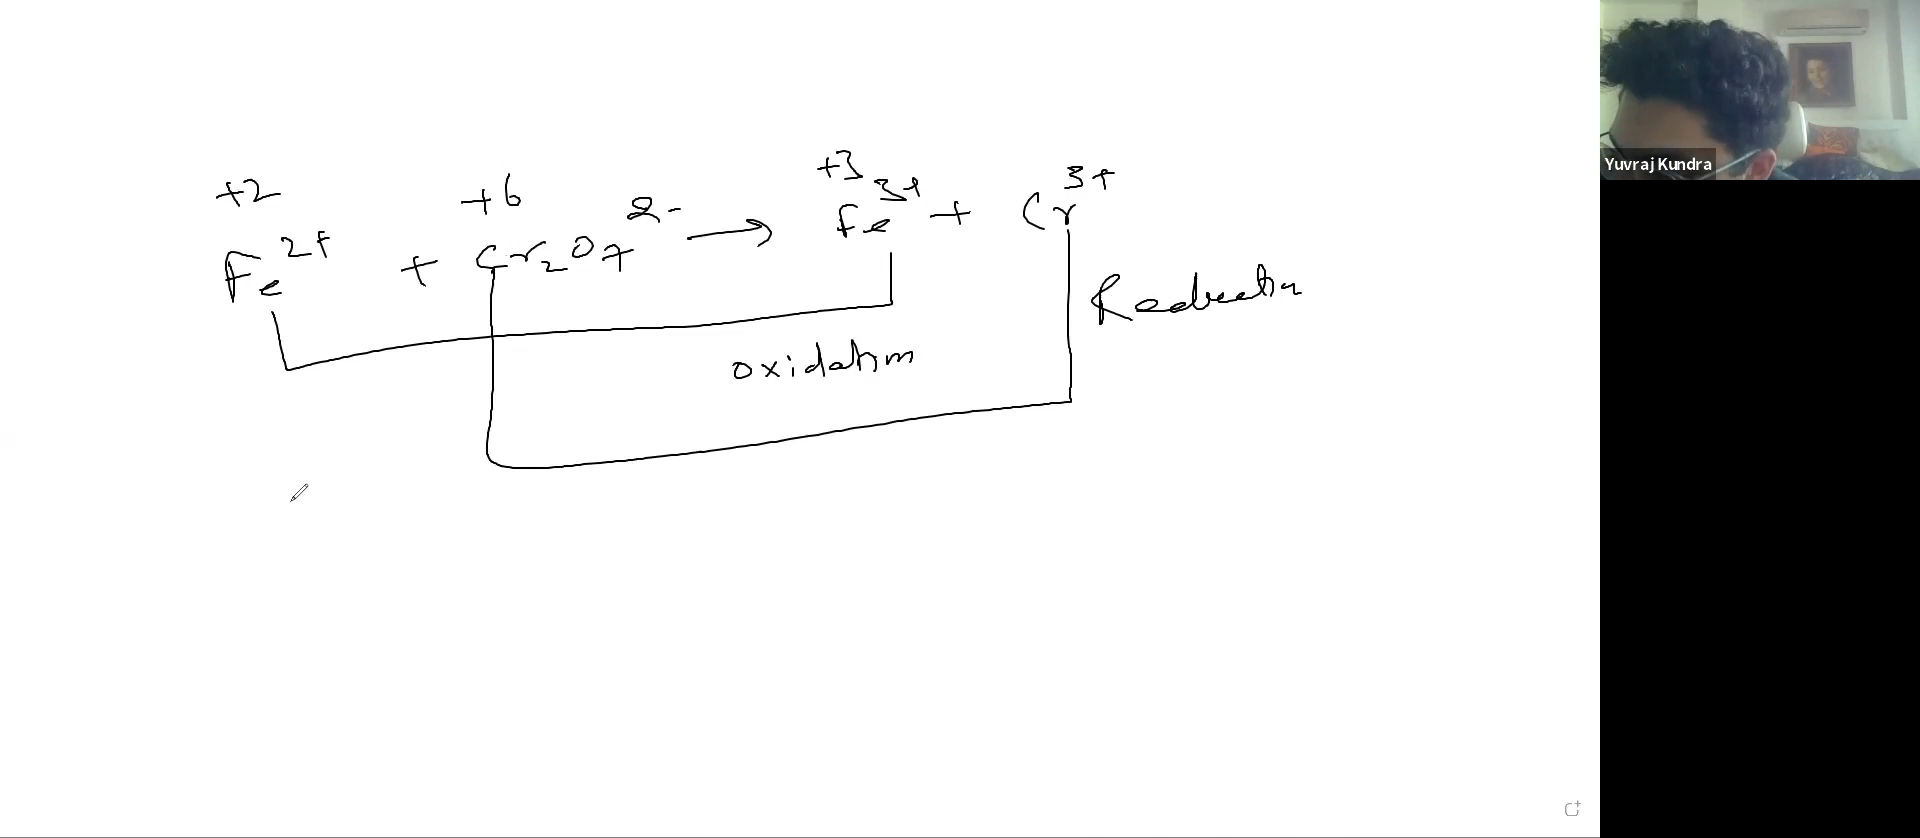 +2 +6 +3
Fe²⁺ + Cr₂O₇²⁻ → Fe³⁺ + Cr³⁺
Reduction
oxidation
Yuvraj Kundra